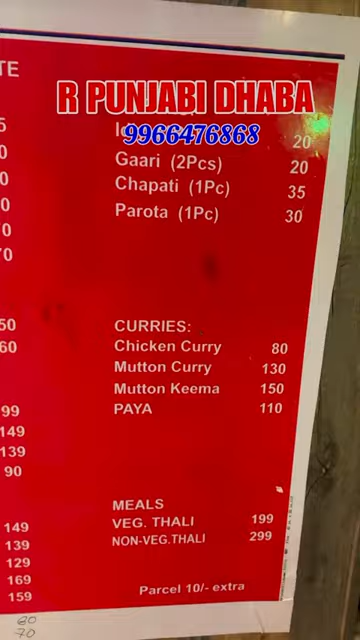 TE
R PUNJABI DHABA
9966476868
20
Gaari (2Pcs) 20
Chapati (1Pc) 35
Parota (1Pc) 30
5
0
0
0
70
70
CURRIES:
Chicken Curry 80
Mutton Curry 130
Mutton Keema 150
PAYA 110
50
60
99
149
139
90
MEALS
VEG. THALI 199
NON-VEG.THALI 299
149
139
129
169
159
Parcel 10/- extra
60
70